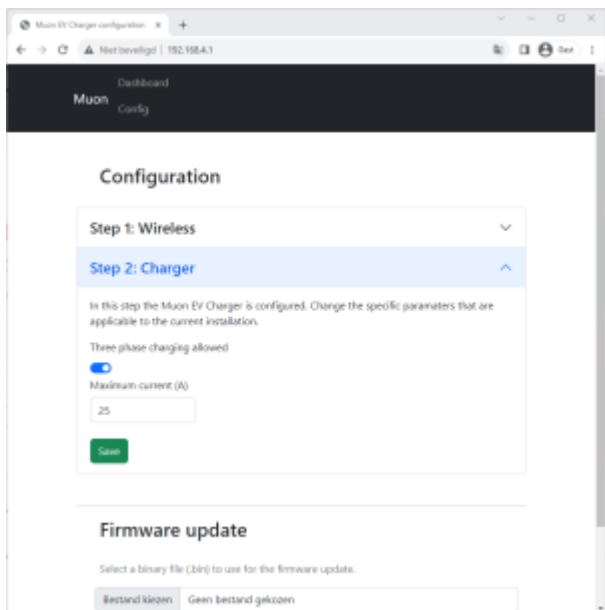 Muon EV Charger configuration
Niet beveiligd | 192.168.4.1
Gast
Dashboard
Muon
Config
Configuration
Step 1: Wireless
Step 2: Charger
In this step the Muon EV Charger is configured. Change the specific paramaters that are
applicable to the current installation.
Three phase charging allowed
Maximum current (A)
25
Save
Firmware update
Select a binary file (.bin) to use for the firmware update.
Bestand kiezen Geen bestand gekozen